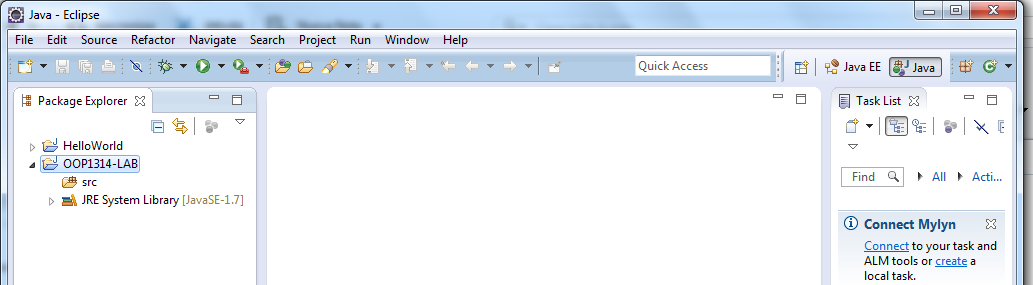 Java - Eclipse
File Edit Source Refactor Navigate Search Project Run Window Help
Quick Access
Java EE
Java
Package Explorer
HelloWorld
OOP1314-LAB
src
JRE System Library [JavaSE-1.7]
Task List
Find
All
Acti...
Connect Mylyn
Connect to your task and
ALM tools or create a
local task.